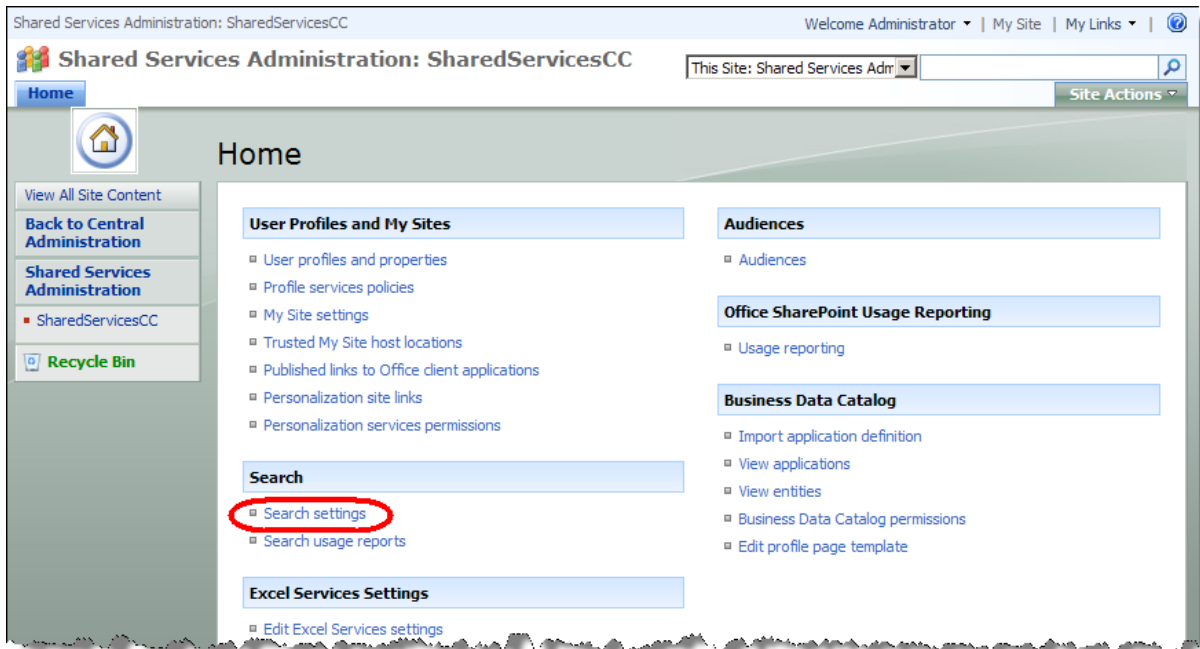 Shared Services Administration: SharedServicesCC
Welcome Administrator | My Site | My Links |
Shared Services Administration: SharedServicesCC
This Site: Shared Services Adm
Home
Site Actions
Home
View All Site Content
Back to Central
Administration
Shared Services
Administration
SharedServicesCC
Recycle Bin
User Profiles and My Sites
User profiles and properties
Profile services policies
My Site settings
Trusted My Site host locations
Published links to Office client applications
Personalization site links
Personalization services permissions
Search
Search settings
Search usage reports
Excel Services Settings
Edit Excel Services settings
Audiences
Audiences
Office SharePoint Usage Reporting
Usage reporting
Business Data Catalog
Import application definition
View applications
View entities
Business Data Catalog permissions
Edit profile page template